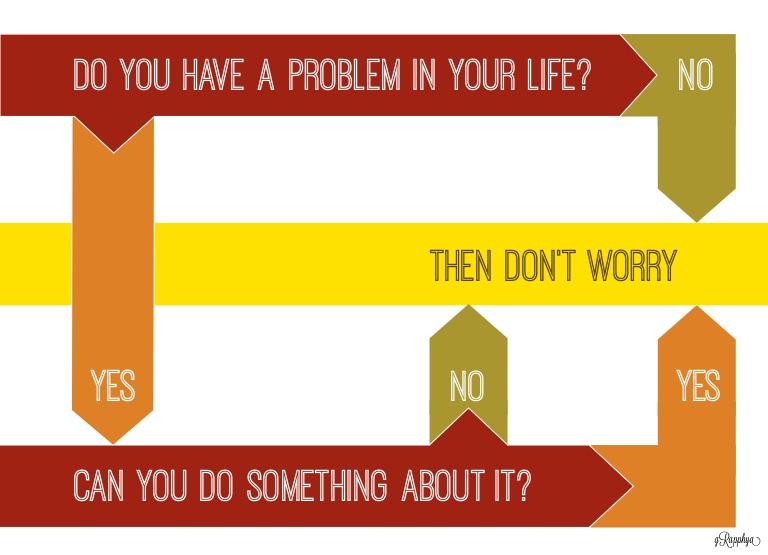 DO YOU HAVE A PROBLEM IN YOUR LIFE?
NO
THEN DON'T WORRY
YES
NO
YES
CAN YOU DO SOMETHING ABOUT IT?
gRapphya